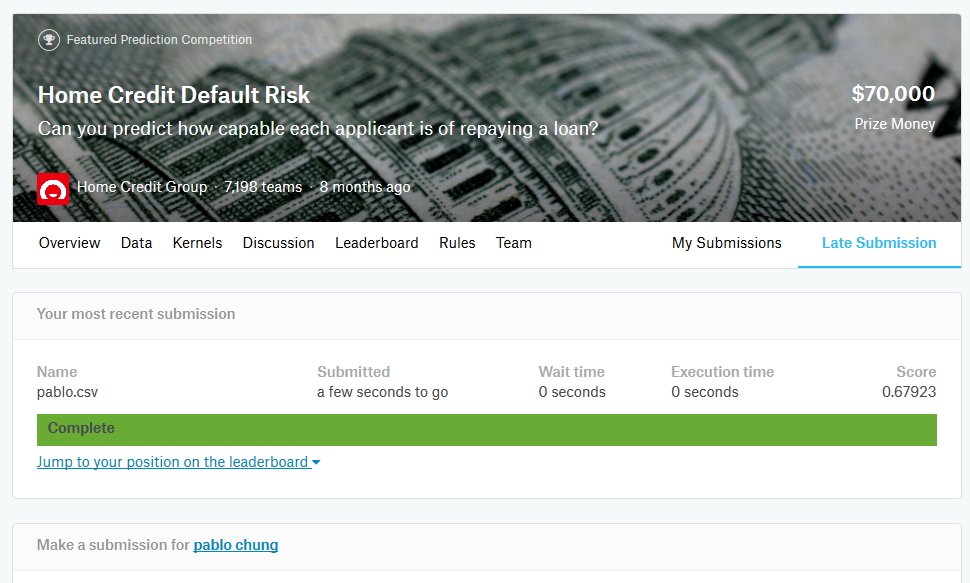 Featured Prediction Competition
Home Credit Default Risk
$70,000
Can you predict how capable each applicant is of repaying a loan?
Prize Money
Home Credit Group · 7,198 teams · 8 months ago
Overview Data Kernels Discussion Leaderboard Rules Team My Submissions Late Submission
Your most recent submission
Name Submitted Wait time Execution time Score
pablo.csv a few seconds to go 0 seconds 0 seconds 0.67923
Complete
Jump to your position on the leaderboard
Make a submission for pablo chung